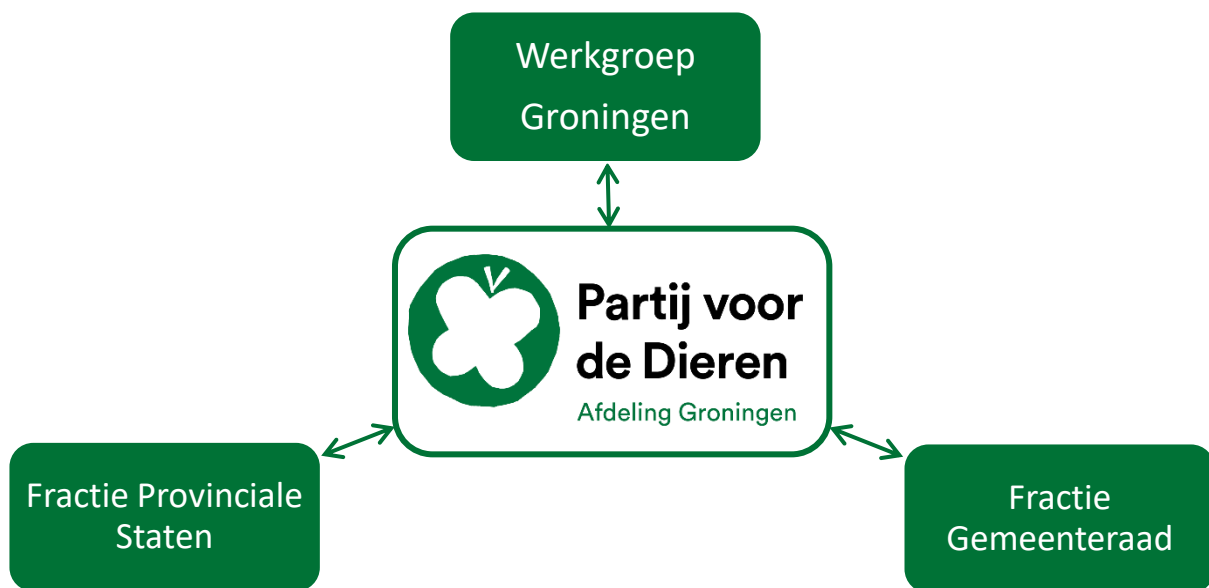 Werkgroep
Groningen
Partij voor
de Dieren
Afdeling Groningen
Fractie Provinciale
Staten
Fractie
Gemeenteraad